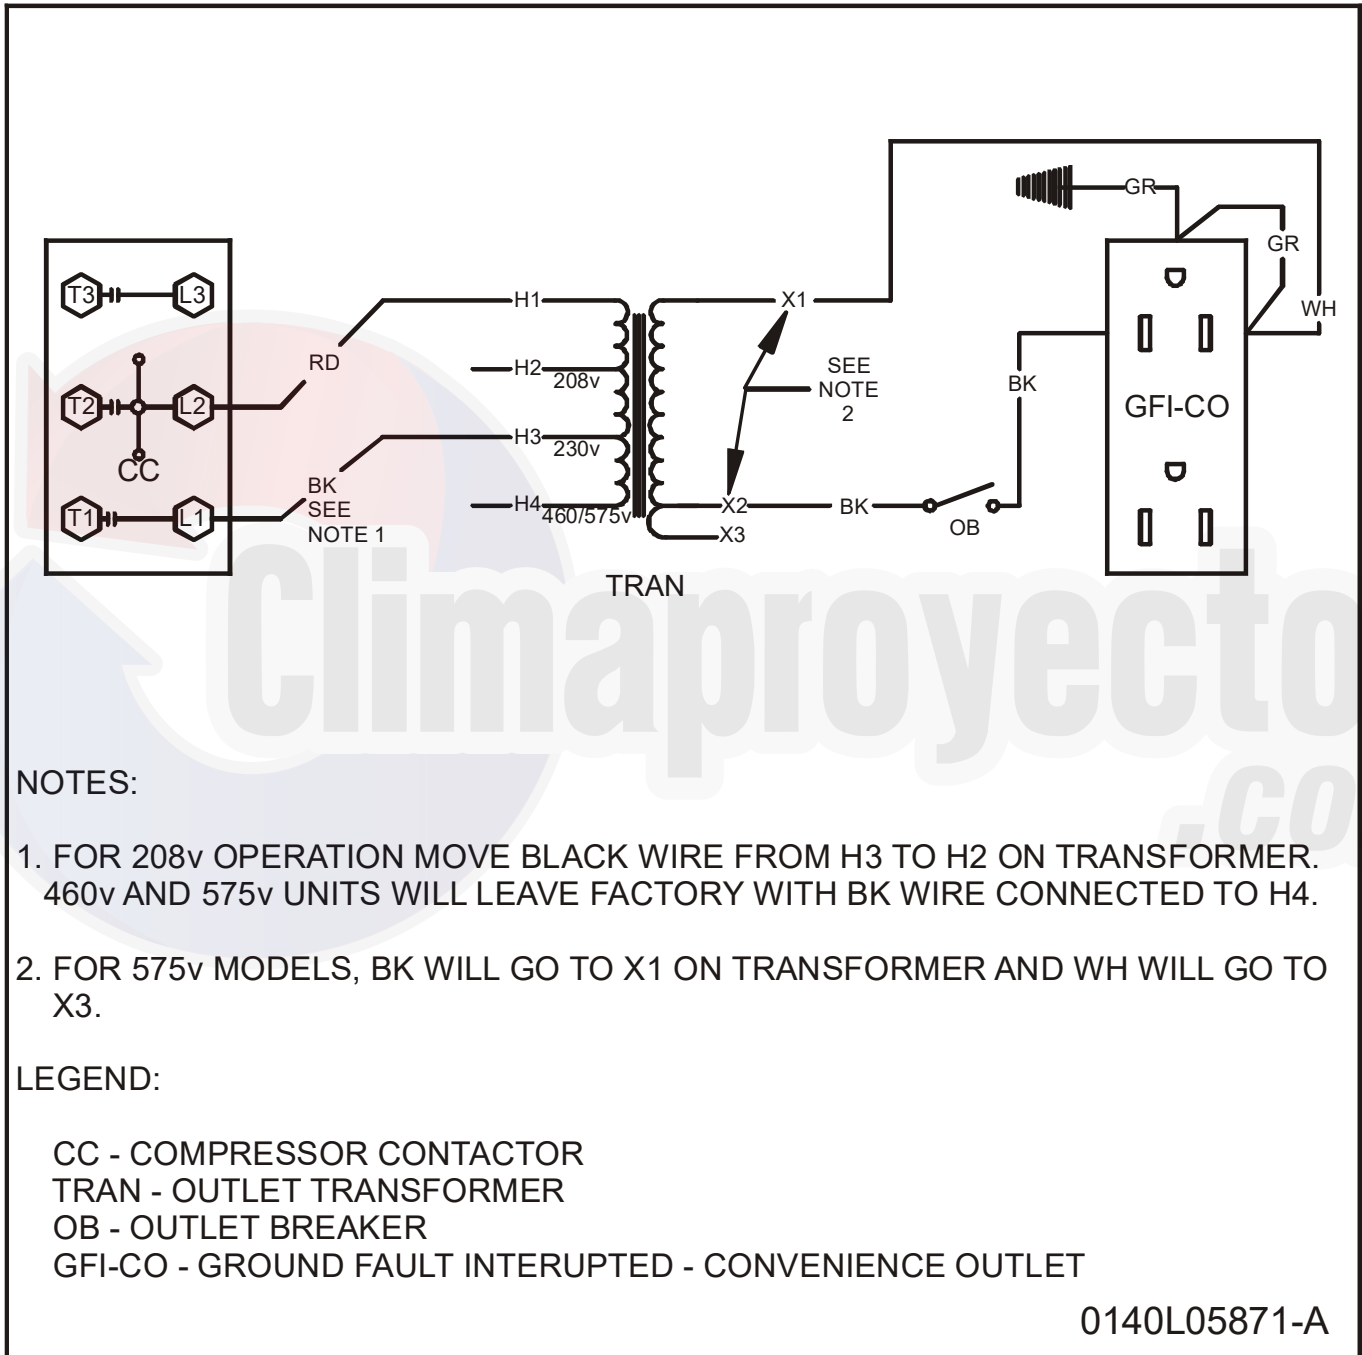 GR
GR
WH
T3
L3
H1
X1
RD
H2
208v
SEE
NOTE
2
BK
T2
L2
GFI-CO
H3
230v
CC
BK
SEE
NOTE 1
T1
L1
H4
460/575v
X2
BK
OB
X3
TRAN
Climaproyecto
.co
NOTES:
1. FOR 208v OPERATION MOVE BLACK WIRE FROM H3 TO H2 ON TRANSFORMER.
460v AND 575v UNITS WILL LEAVE FACTORY WITH BK WIRE CONNECTED TO H4.
2. FOR 575v MODELS, BK WILL GO TO X1 ON TRANSFORMER AND WH WILL GO TO
X3.
LEGEND:
CC - COMPRESSOR CONTACTOR
TRAN - OUTLET TRANSFORMER
OB - OUTLET BREAKER
GFI-CO - GROUND FAULT INTERUPTED - CONVENIENCE OUTLET
0140L05871-A